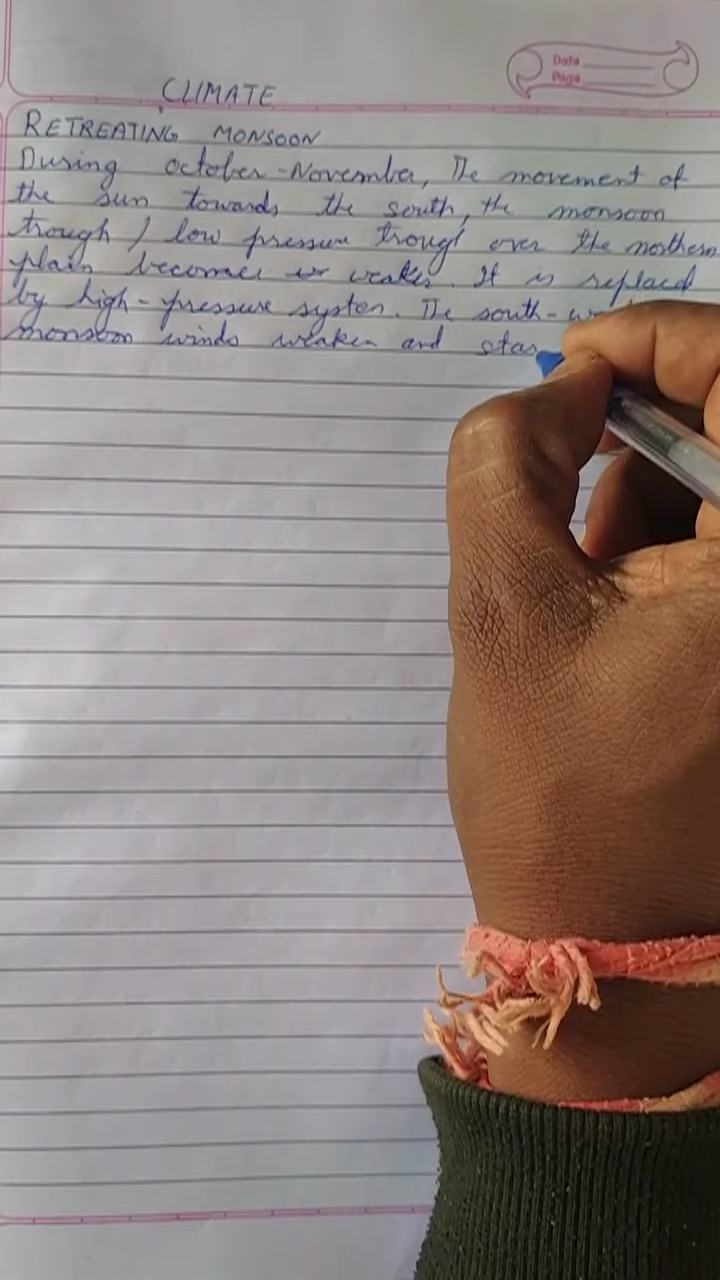 Date
Page
CLIMATE
RETREATING MONSOON
During october-November, The movement of
the sun towards the south, the monsoon
trough / low pressure trough over the northern
plain becomes weaker. It is replaced
by high-pressure system. The south-
monsoon winds weaken and